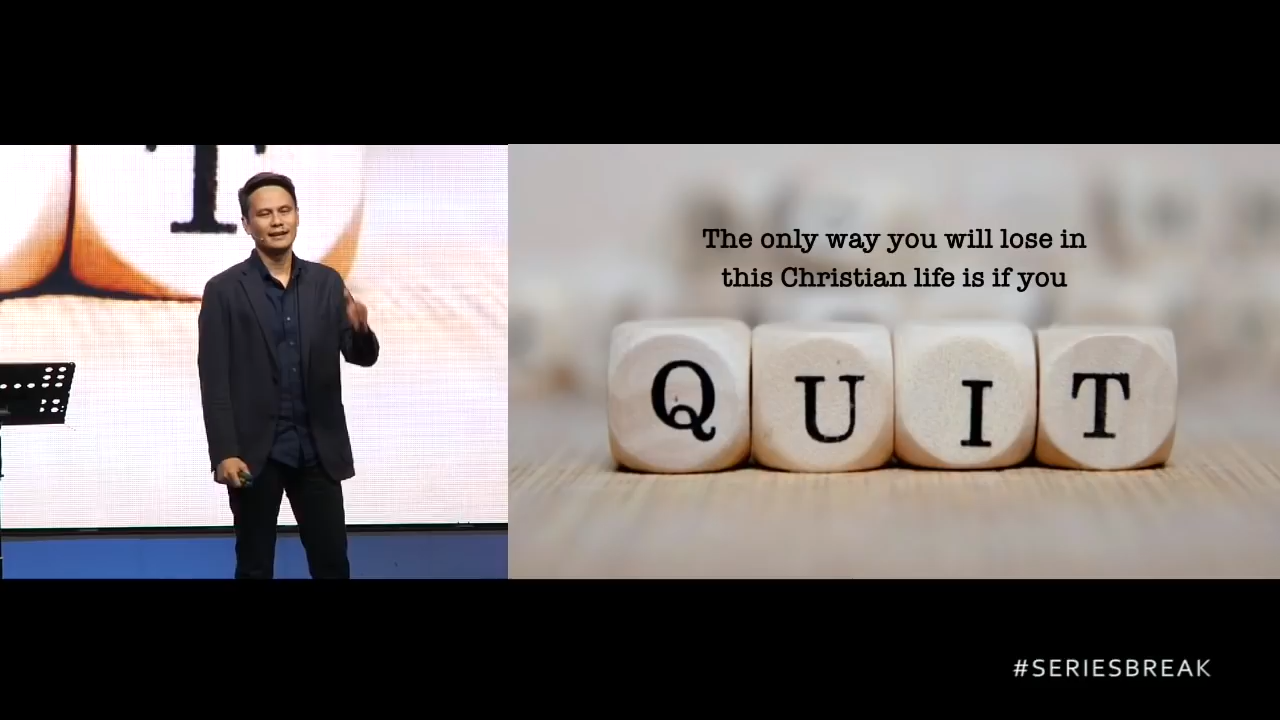 T
The only way you will lose in
this Christian life is if you
QUIT
#SERIESBREAK